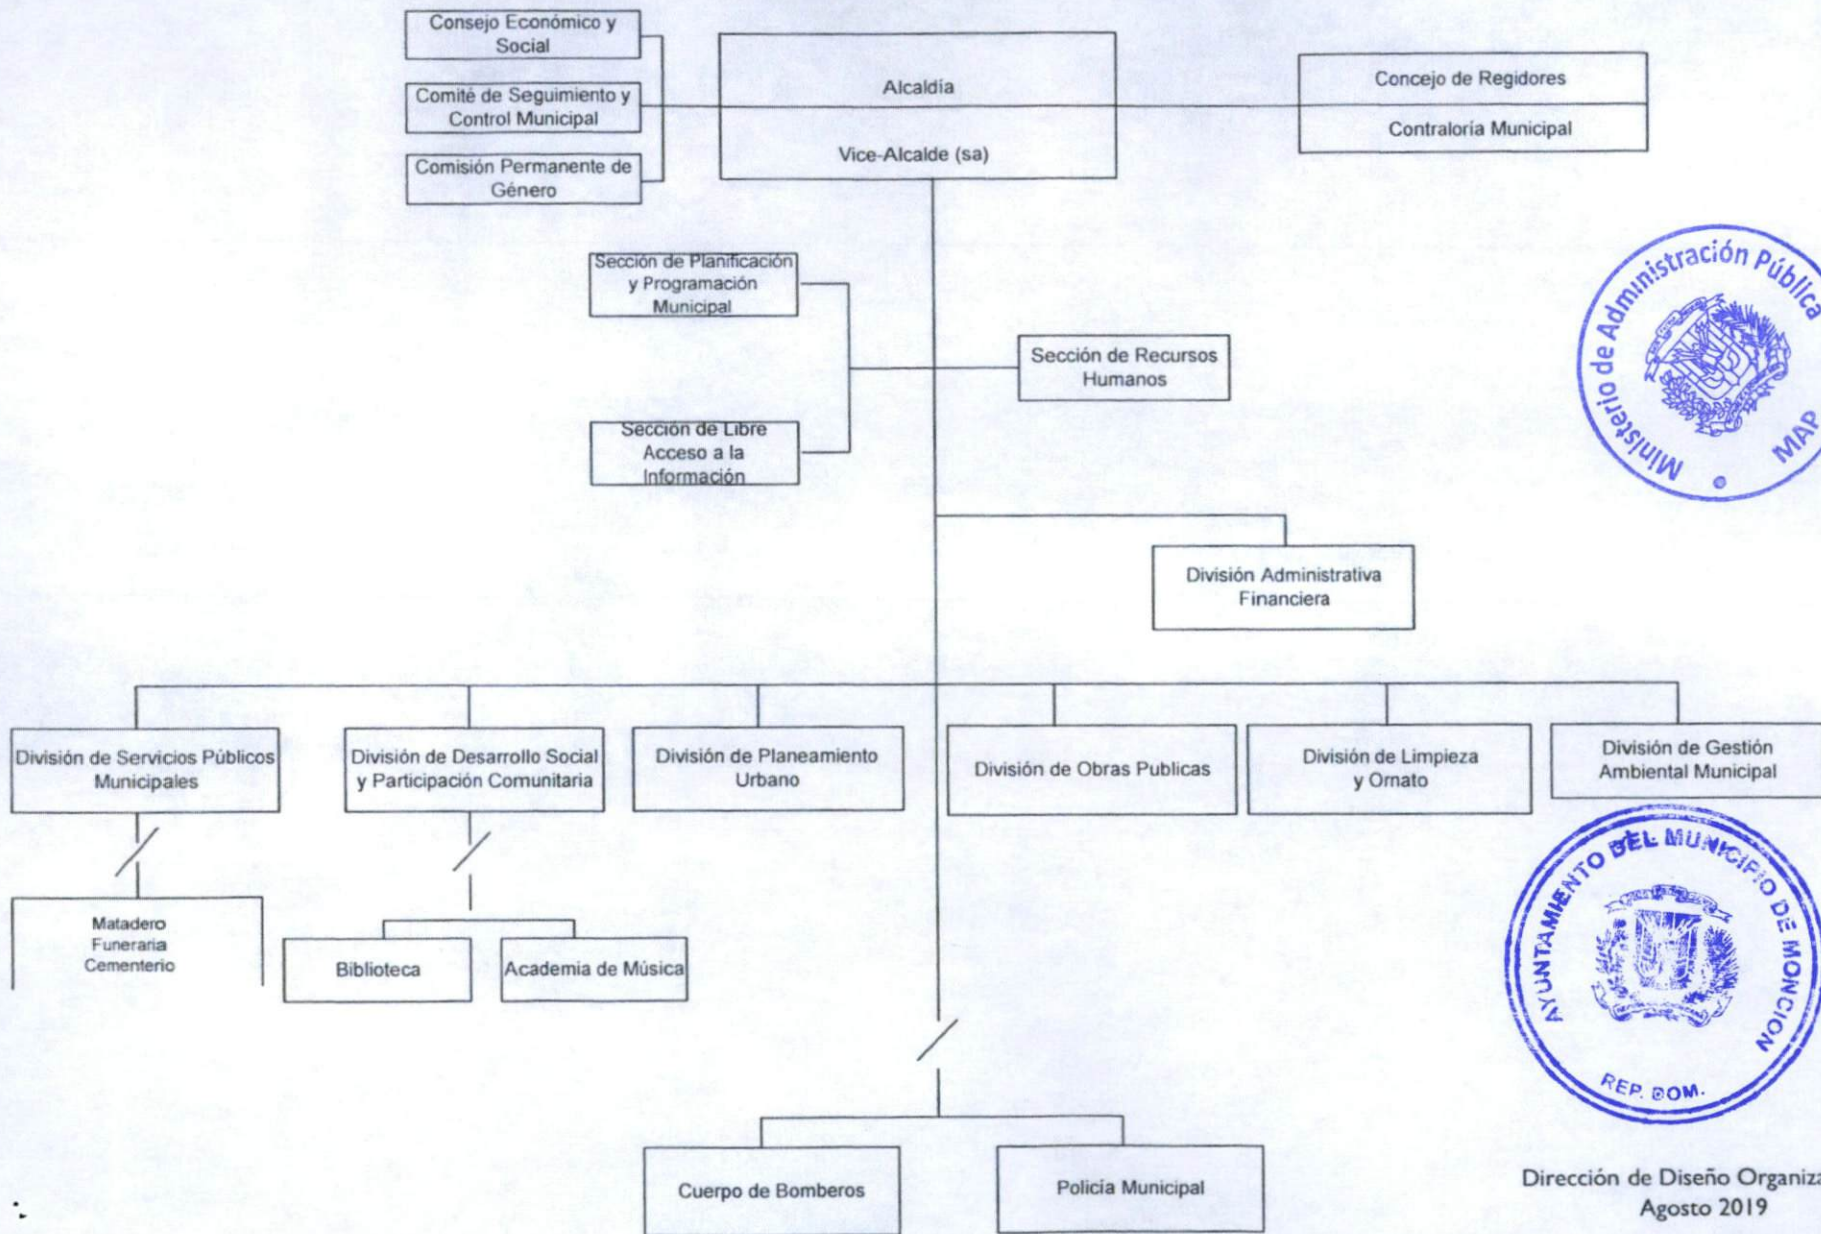 Consejo Económico y
Social
Comité de Seguimiento y
Control Municipal
Comisión Permanente de
Género
Alcaldía
Vice-Alcalde (sa)
Concejo de Regidores
Contraloría Municipal
Sección de Planificación
y Programación
Municipal
Sección de Recursos
Humanos
Sección de Libre
Acceso a la
Información
Ministerio de Administración Pública
MAP
División Administrativa
Financiera
División de Servicios Públicos
Municipales
División de Desarrollo Social
y Participación Comunitaria
División de Planeamiento
Urbano
División de Obras Publicas
División de Limpieza
y Ornato
División de Gestión
Ambiental Municipal
Matadero
Funeraria
Cementerio
Biblioteca
Academia de Música
AYUNTAMIENTO DEL MUNICIPIO DE MONCION
REP. DOM.
Cuerpo de Bomberos
Policía Municipal
Dirección de Diseño
Agosto 2019